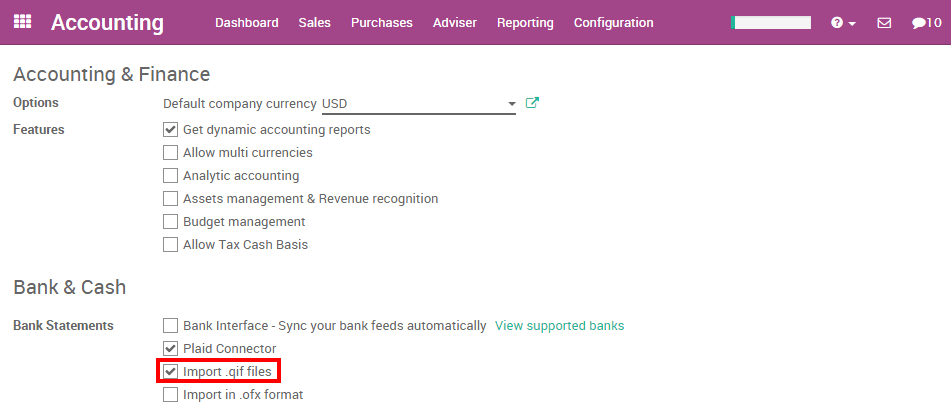 Accounting Dashboard Sales Purchases Adviser Reporting Configuration ? 10
Accounting & Finance
Options Default company currency USD
Features Get dynamic accounting reports
Allow multi currencies
Analytic accounting
Assets management & Revenue recognition
Budget management
Allow Tax Cash Basis
Bank & Cash
Bank Statements Bank Interface - Sync your bank feeds automatically View supported banks
Plaid Connector
Import .qif files
Import in .ofx format